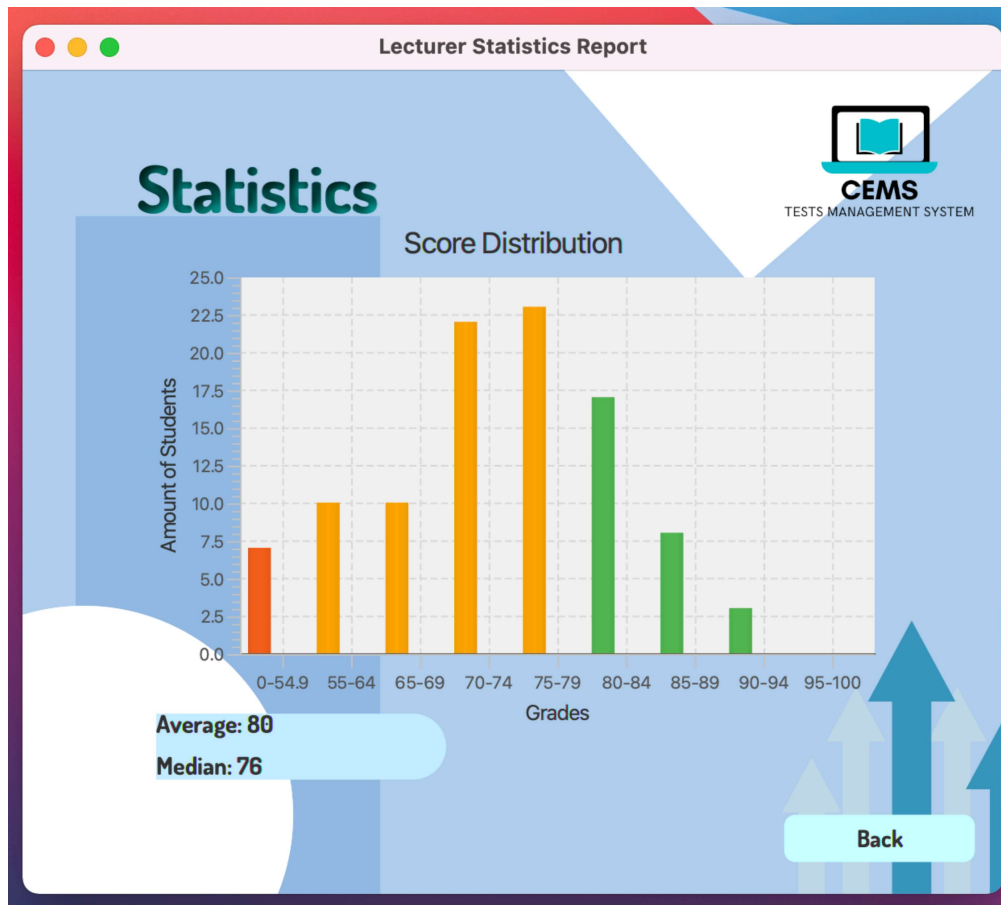 Lecturer Statistics Report
CEMS
TESTS MANAGEMENT SYSTEM
Statistics
Score Distribution
25.0
22.5
20.0
17.5
15.0
12.5
10.0
7.5
5.0
2.5
0.0
Amount of Students
0-54.9 55-64 65-69 70-74 75-79 80-84 85-89 90-94 95-100
Grades
Average: 80
Median: 76
Back